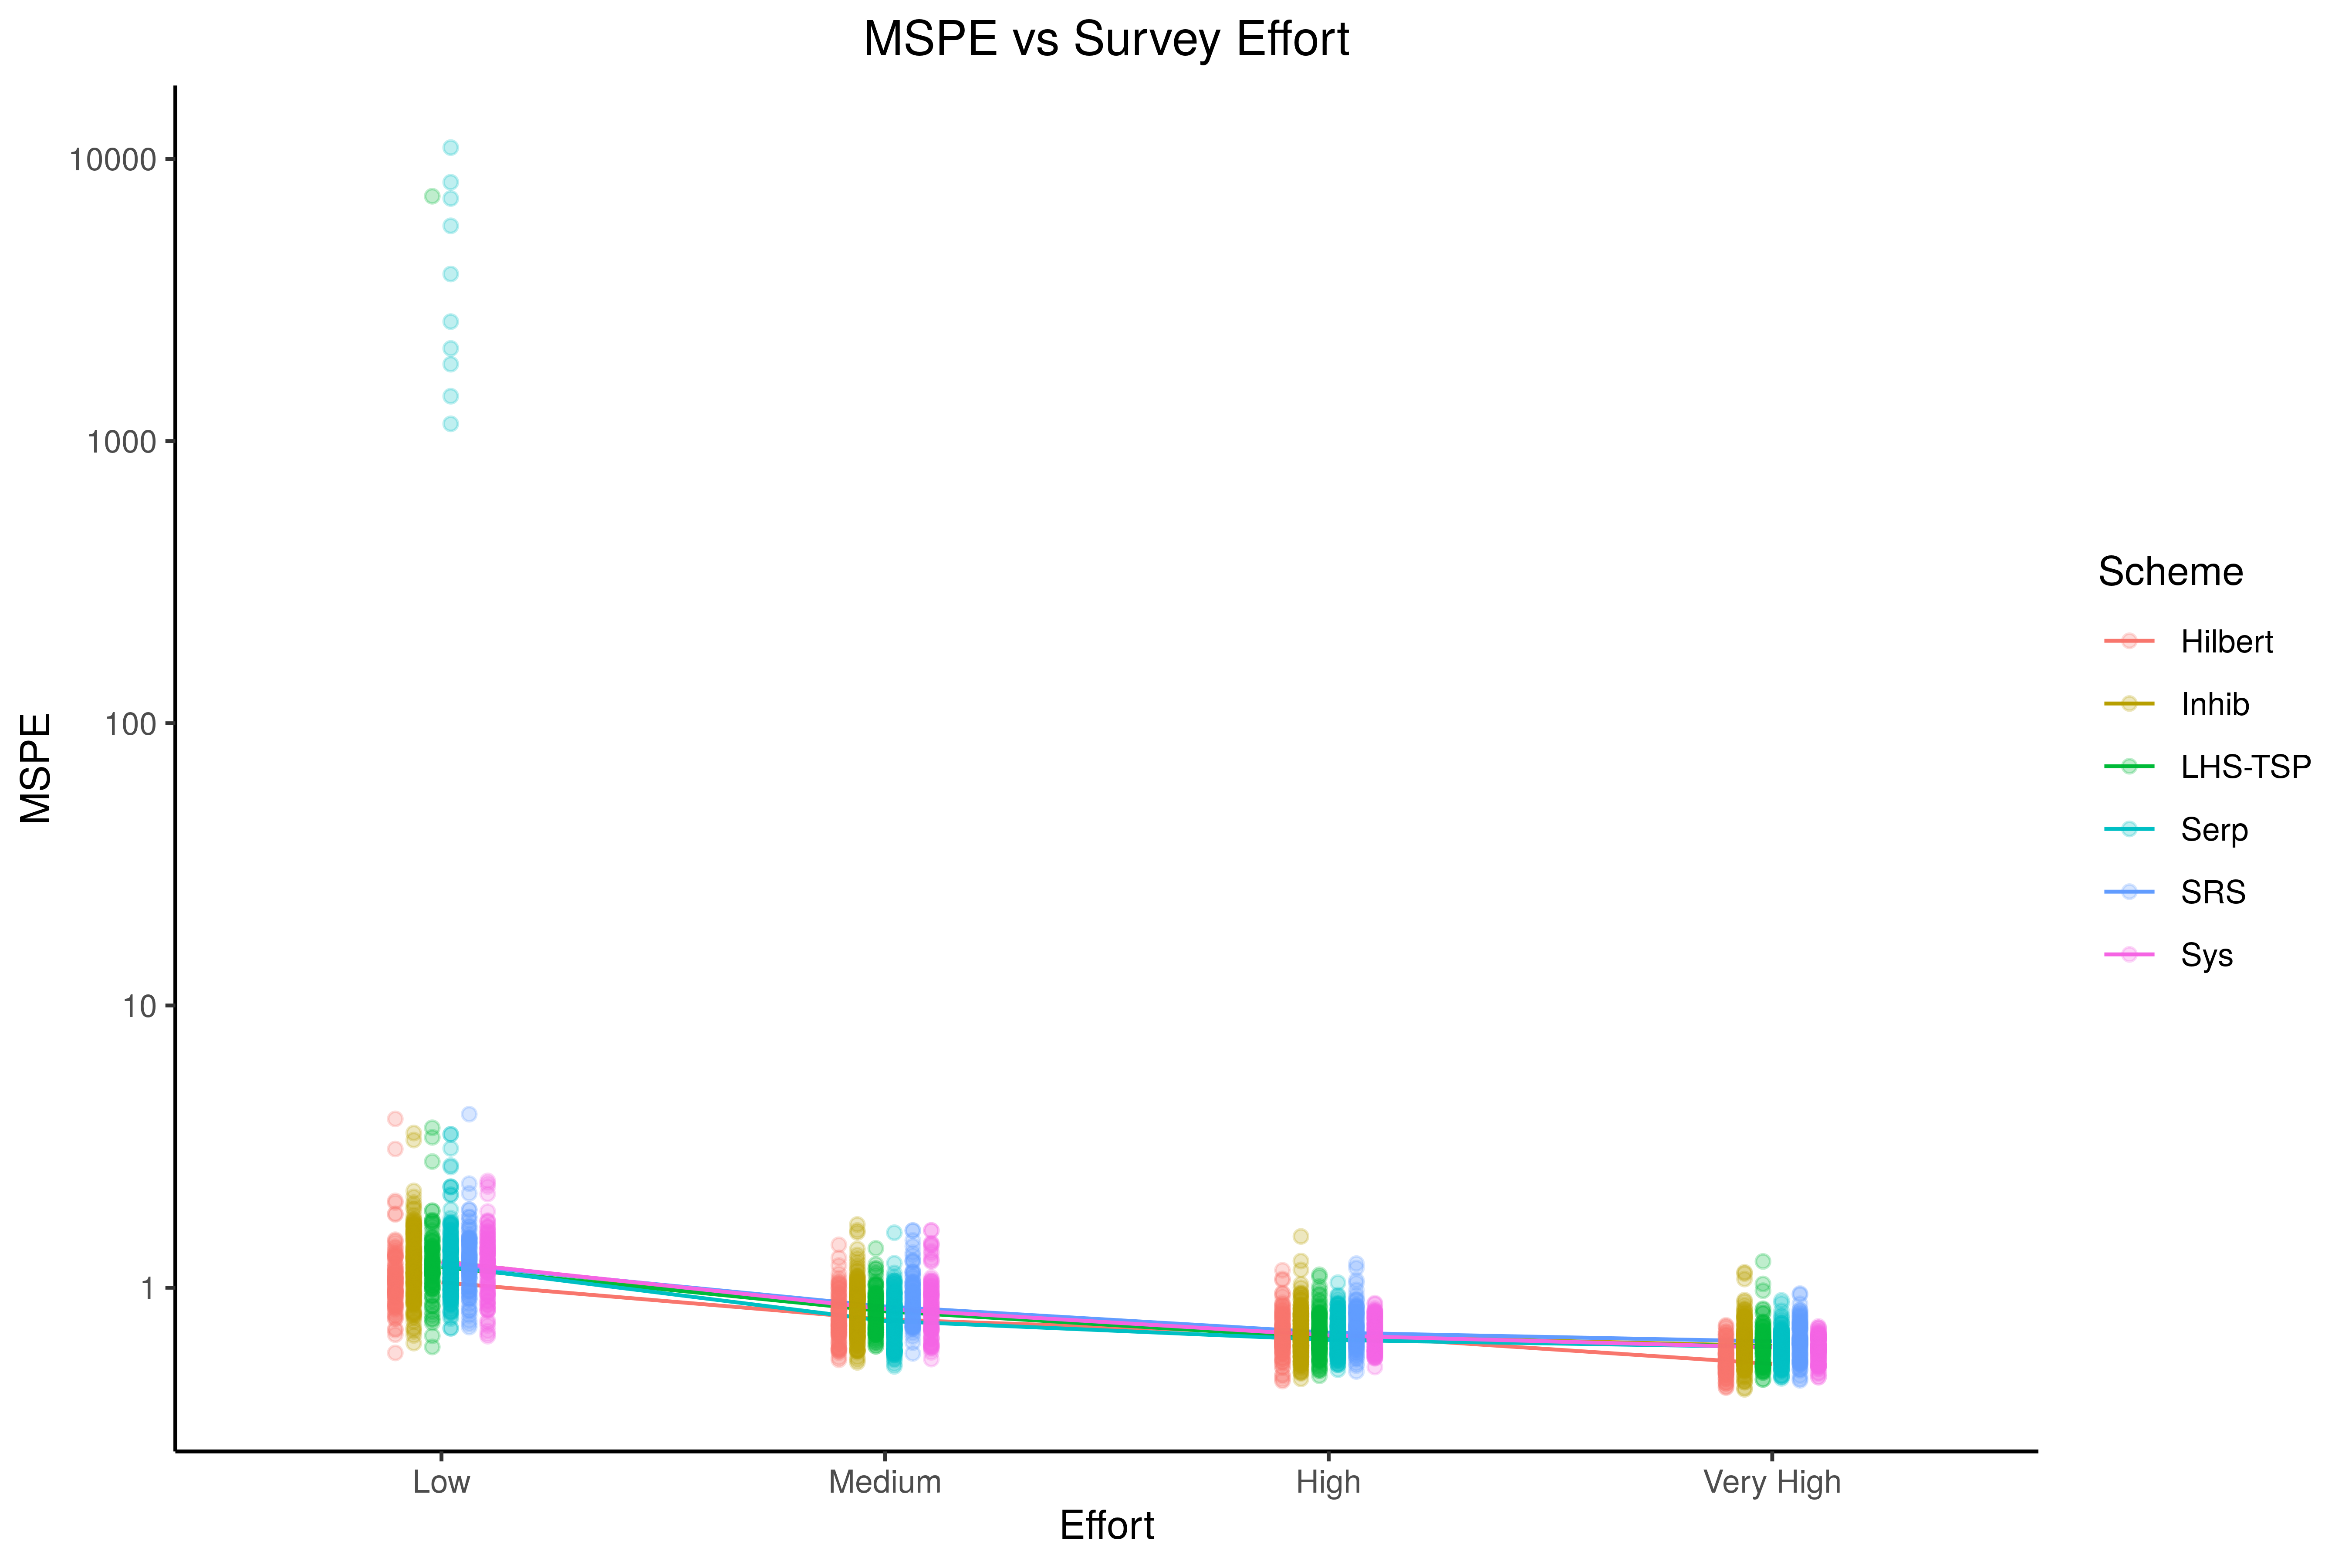 MSPE vs Survey Effort
10000
1000
100
10
1
MSPE
Low
Medium
High
Very High
Effort
Scheme
Hilbert
Inhib
LHS-TSP
Serp
SRS
Sys